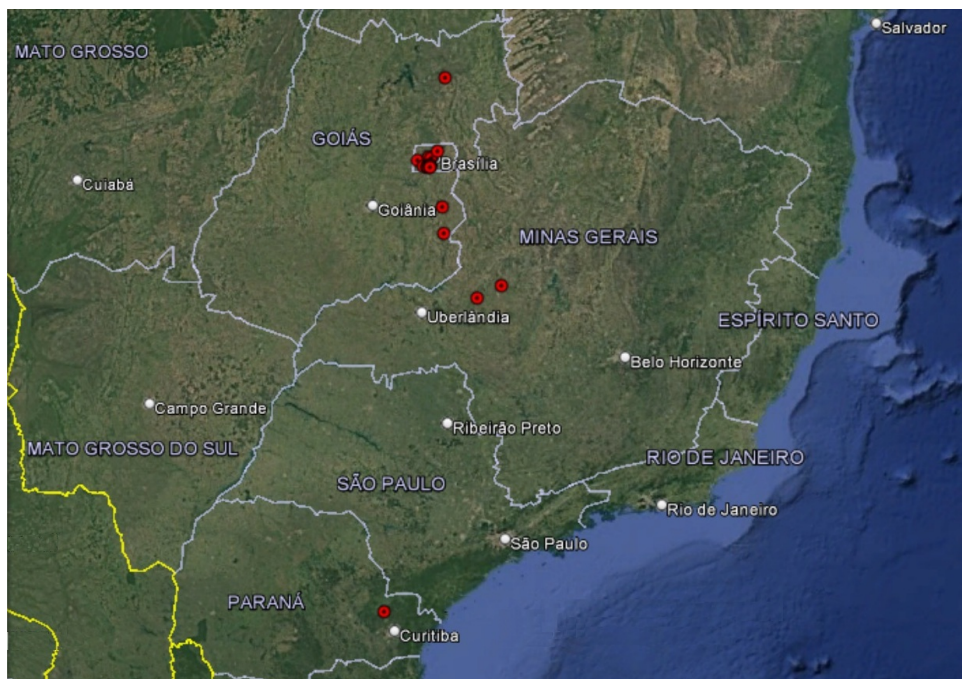 Salvador
MATO GROSSO
GOIÁS
Brasília
Cuiabá
Goiânia
MINAS GERAIS
Uberlândia
ESPÍRITO SANTO
Belo Horizonte
Campo Grande
Ribeirão Preto
MATO GROSSO DO SUL
RIO DE JANEIRO
SÃO PAULO
Rio de Janeiro
São Paulo
PARANÁ
Curitiba